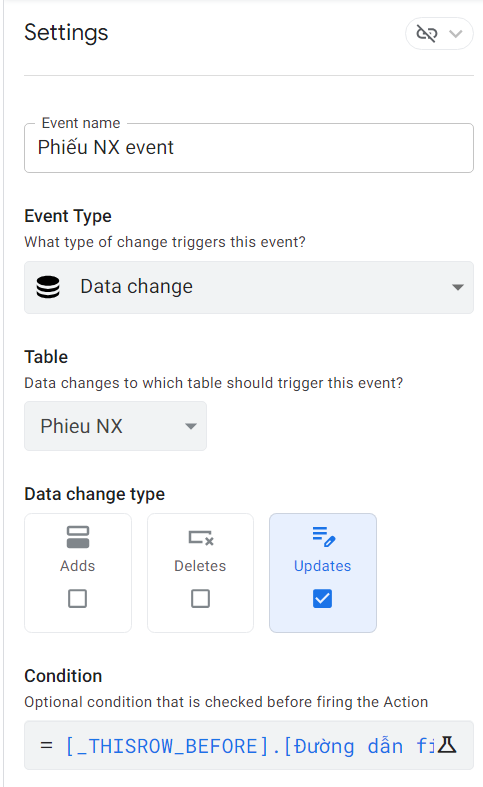 Settings
Event name
Phiếu NX event
Event Type
What type of change triggers this event?
Data change
Table
Data changes to which table should trigger this event?
Phieu NX
Data change type
Adds
Deletes
Updates
Condition
Optional condition that is checked before firing the Action
= [_THISROW_BEFORE].[Đường dẫn fi